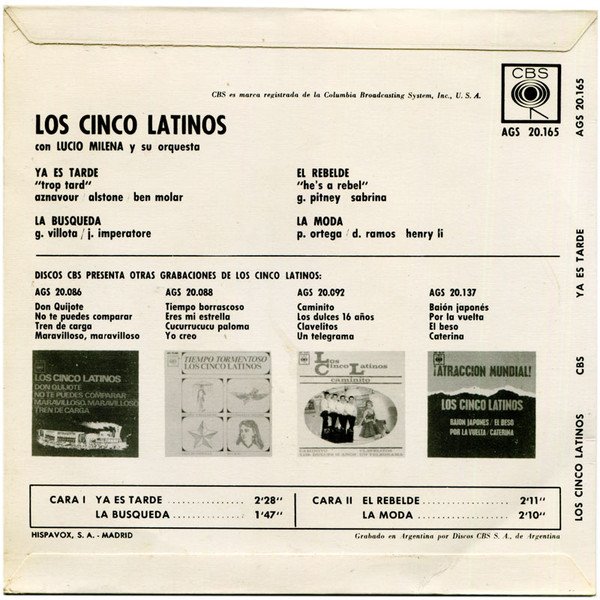 CBS es marca registrada de la Columbia Broadcasting System, Inc., U. S. A.
CBS
AGS 20.165
LOS CINCO LATINOS
con LUCIO MILENA y su orquesta
YA ES TARDE
"trop tard"
aznavour / alstone / ben molar
EL REBELDE
"he's a rebel"
g. pitney / sabrina
LA BUSQUEDA
g. villota / j. imperatore
LA MODA
p. ortega / d. ramos / henry li
DISCOS CBS PRESENTA OTRAS GRABACIONES DE LOS CINCO LATINOS:
AGS 20.086
Don Quijote
No te puedes comparar
Tren de carga
Maravilloso, maravilloso
AGS 20.088
Tiempo borrascoso
Eres mi estrella
Cucurrucucu paloma
Yo creo
AGS 20.092
Caminito
Los dulces 16 años
Clavelitos
Un telegrama
AGS 20.137
Baión japonés
Por la vuelta
El beso
Caterina
LOS CINCO LATINOS
DON QUIJOTE
NO TE PUEDES COMPARAR
MARAVILLOSO, MARAVILLOSO
TREN DE CARGA
TIEMPO TORMENTOSO
LOS CINCO LATINOS
Los
Cinco Latinos
caminito
¡ATRACCION MUNDIAL!
LOS CINCO LATINOS
BAION JAPONES / EL BESO
POR LA VUELTA / CATERINA
CARA I YA ES TARDE ............ 2'28"
LA BUSQUEDA ............ 1'47"
CARA II EL REBELDE ............ 2'11"
LA MODA ............ 2'10"
HISPAVOX, S. A. - MADRID
Grabado en Argentina por Discos CBS S. A., de Argentina
LOS CINCO LATINOS CBS YA ES TARDE AGS 20.165